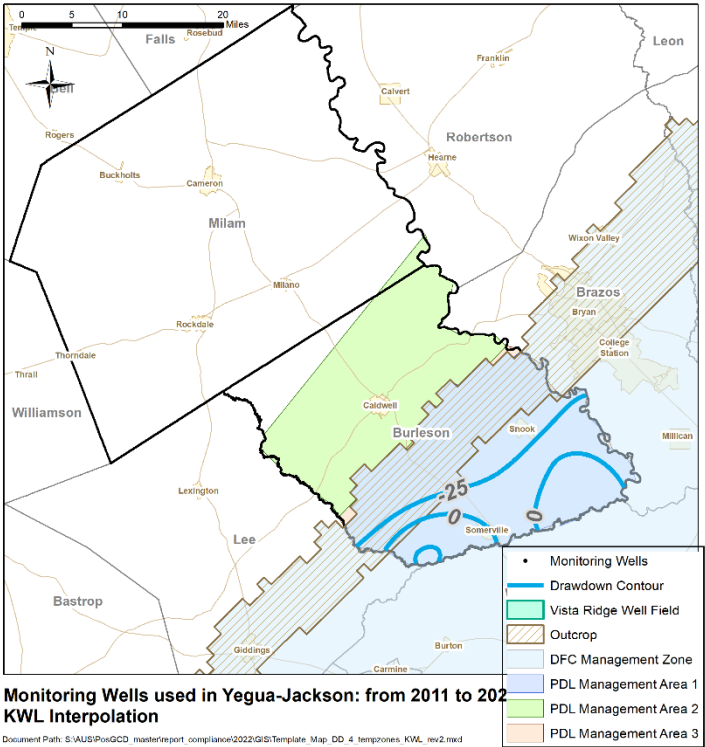 0 5 10 20
Miles
Temple
Falls
Rosebud
Leon
N
Franklin
Bell
Calvert
Rogers
Robertson
Hearne
Buckholts
Cameron
Milam
Wixon Valley
Milano
Brazos
Bryan
Rockdale
College
Station
Thorndale
Thrall
Caldwell
Williamson
Snook
Burleson
Millican
Lexington
-25
0
0
Somerville
Lee
Bastrop
Giddings
Burton
Carmine
Monitoring Wells
Drawdown Contour
Vista Ridge Well Field
Outcrop
DFC Management Zone
PDL Management Area 1
PDL Management Area 2
PDL Management Area 3
Monitoring Wells used in Yegua-Jackson: from 2011 to 202
KWL Interpolation
Document Path: S:\AUS\PosGCD_master\report_compliance\2022\GIS\Template_Map_DD_4_tempzones_KWL_rev2.mxd